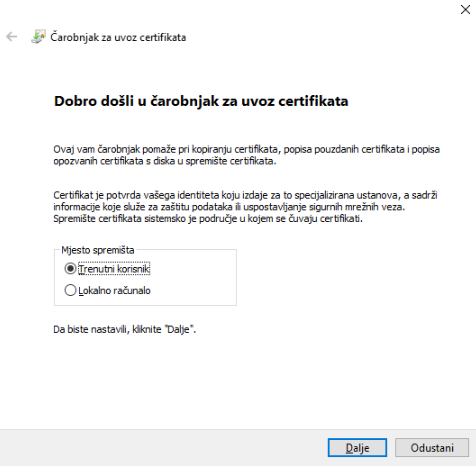 Čarobnjak za uvoz certifikata
Dobro došli u čarobnjak za uvoz certifikata
Ovaj vam čarobnjak pomaže pri kopiranju certifikata, popisa pouzdanih certifikata i popisa
opozvanih certifikata s diska u spremište certifikata.
Certifikat je potvrda vašega identiteta koju izdaje za to specijalizirana ustanova, a sadrži
informacije koje služe za zaštitu podataka ili uspostavljanje sigurnih mrežnih veza.
Spremište certifikata sistemsko je područje u kojem se čuvaju certifikati.
Mjesto spremišta
Trenutni korisnik
Lokalno računalo
Da biste nastavili, kliknite "Dalje".
Dalje
Odustani